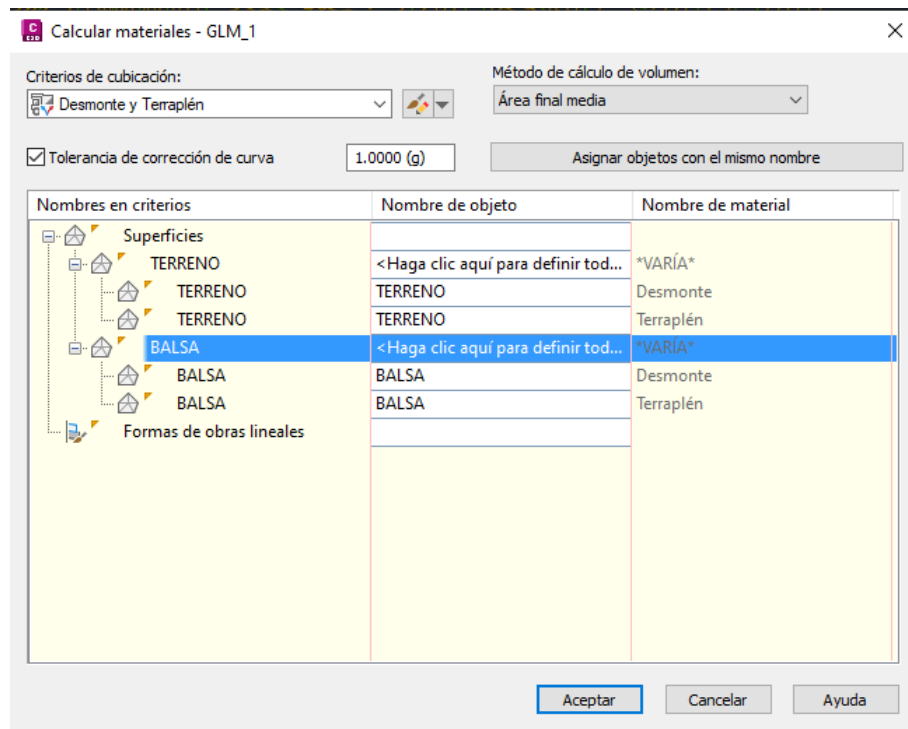 C
C3D
Calcular materiales - GLM_1
Criterios de cubicación:
Método de cálculo de volumen:
Desmonte y Terraplén
Área final media
Tolerancia de corrección de curva
1.0000 (g)
Asignar objetos con el mismo nombre
Nombres en criterios Nombre de objeto Nombre de material
Superficies
TERRENO <Haga clic aquí para definir tod... *VARÍA*
TERRENO TERRENO Desmonte
TERRENO TERRENO Terraplén
BALSA <Haga clic aquí para definir tod... *VARÍA*
BALSA BALSA Desmonte
BALSA BALSA Terraplén
Formas de obras lineales
Aceptar Cancelar Ayuda